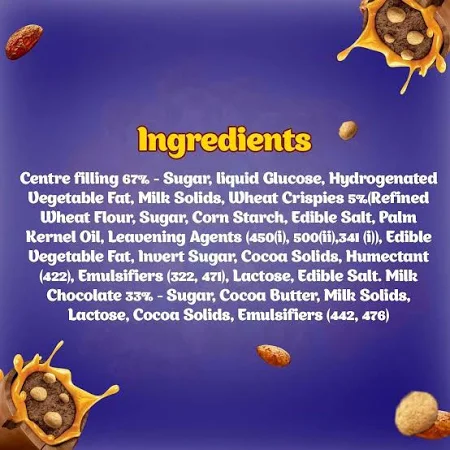 Ingredients
Centre filling 67% - Sugar, liquid Glucose, Hydrogenated
Vegetable Fat, Milk Solids, Wheat Crispies 5%(Refined
Wheat Flour, Sugar, Corn Starch, Edible Salt, Palm
Kernel Oil, Leavening Agents (450(i), 500(ii),341 (i)), Edible
Vegetable Fat, Invert Sugar, Cocoa Solids, Humectant
(422), Emulsifiers (322, 471), Lactose, Edible Salt. Milk
Chocolate 33% - Sugar, Cocoa Butter, Milk Solids,
Lactose, Cocoa Solids, Emulsifiers (442, 476)